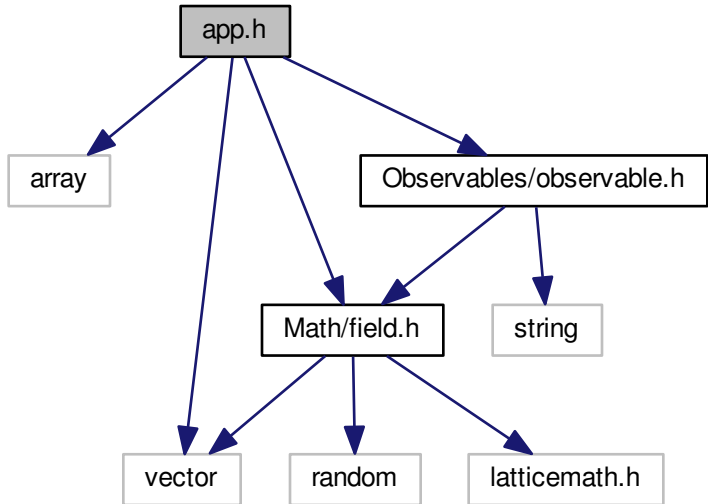 app.h
array
Observables/observable.h
Math/field.h
string
vector
random
latticemath.h